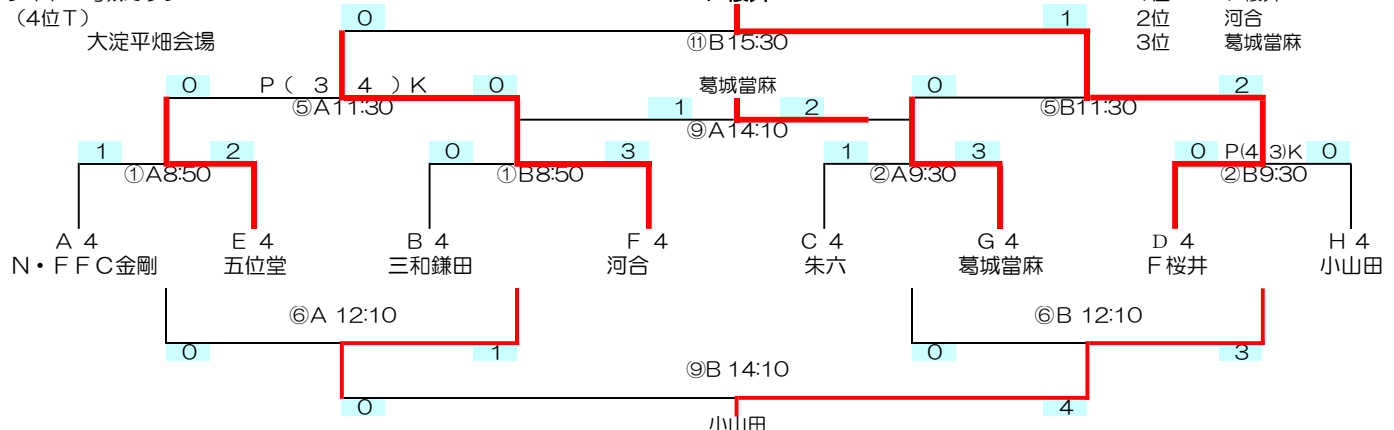 （4位T）
大淀平畑会場
0
1
2位 河合
3位 葛城當麻
⑪B15:30
0 P（ 3 4 ）K 0
葛城當麻
0
2
⑤A11:30
1
2
⑤B11:30
⑨A14:10
1
2
0
3
1
3
0 P(4 3)K 0
①A8:50
①B8:50
②A9:30
②B9:30
A 4
E 4
B 4
F 4
C 4
G 4
D 4
H 4
N・FFC金剛
五位堂
三和鎌田
河合
朱六
葛城當麻
F桜井
小山田
⑥A 12:10
⑥B 12:10
0
1
0
3
⑨B 14:10
0
4
小山田